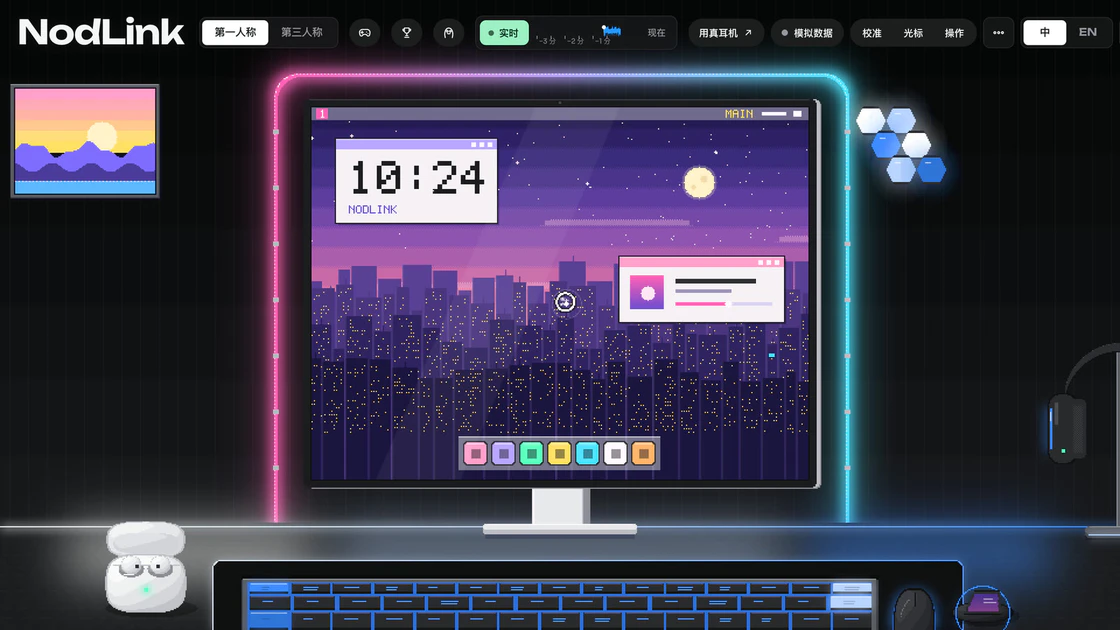 NodLink
第一人称
第三人称
实时
-3分
-2分
-1分
现在
用真耳机 ↗
模拟数据
校准
光标
操作
•••
中
EN
1
MAIN
10:24
NODLINK